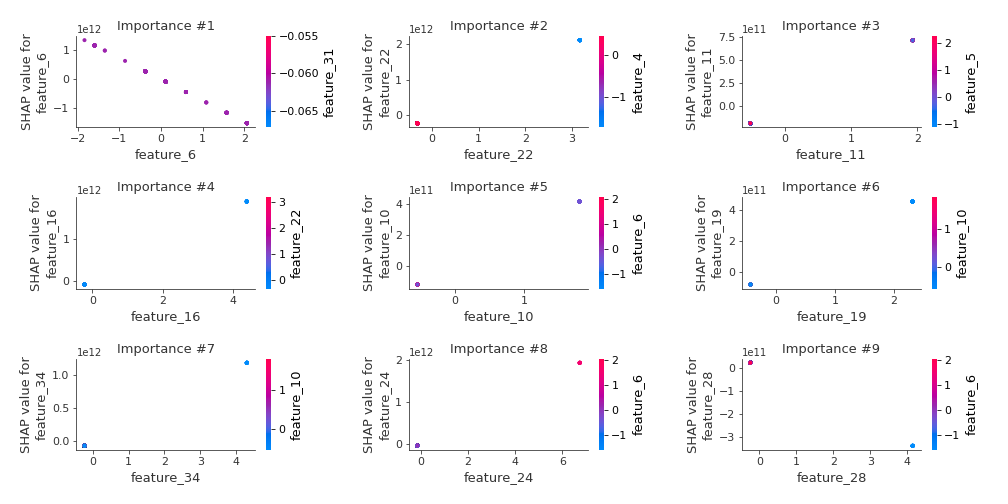 Importance #1
1e12
SHAP value for
feature_6
1
0
−1
−2
−1
0
1
2
feature_6
−0.055
−0.060
−0.065
feature_31
Importance #2
1e12
SHAP value for
feature_22
2
1
0
0
1
2
3
feature_22
0
−1
feature_4
Importance #3
1e11
SHAP value for
feature_11
7.5
5.0
2.5
0.0
0
1
2
feature_11
2
1
0
−1
feature_5
Importance #4
1e12
SHAP value for
feature_16
1
0
0
2
4
feature_16
3
2
1
0
feature_22
Importance #5
1e11
SHAP value for
feature_10
4
2
0
0
1
feature_10
2
1
0
−1
feature_6
Importance #6
1e11
SHAP value for
feature_19
4
2
0
0
1
2
feature_19
1
0
feature_10
Importance #7
1e12
SHAP value for
feature_34
1.0
0.5
0.0
0
1
2
3
4
feature_34
1
0
feature_10
Importance #8
1e12
SHAP value for
feature_24
2
1
0
0
2
4
6
feature_24
2
1
0
−1
feature_6
Importance #9
1e11
SHAP value for
feature_28
0
−1
−2
−3
0
1
2
3
4
feature_28
2
1
0
−1
feature_6